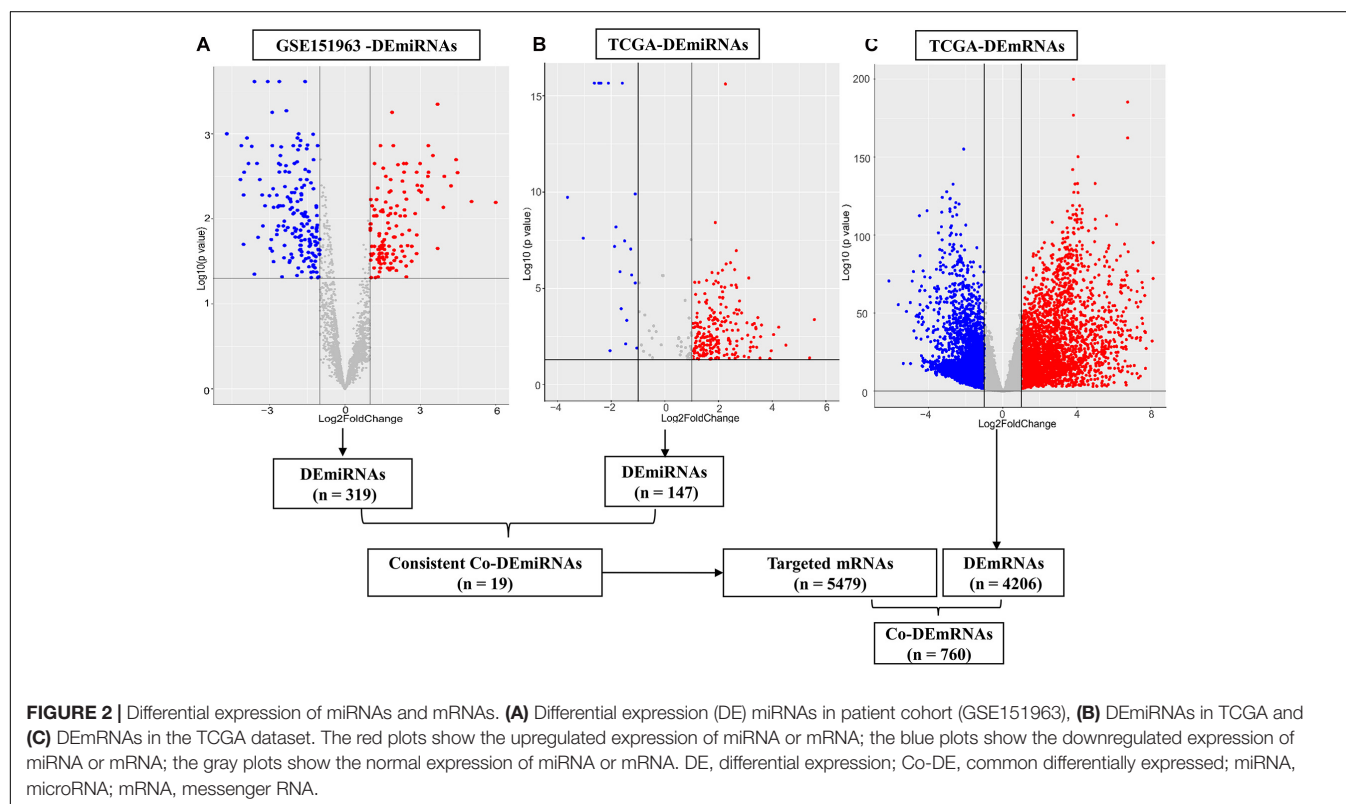 A
GSE151963 -DEmiRNAs
B
TCGA-DEmiRNAs
C
TCGA-DEmRNAs
Log10(p value)
3
2
1
0
−3
0
3
6
Log2FoldChange
Log10 (p value)
15
10
5
0
−4
−2
0
2
4
6
Log2FoldChange
Log10 (p value)
200
150
100
50
0
−4
0
4
8
Log2FoldChange
DEmiRNAs
(n = 319)
DEmiRNAs
(n = 147)
Consistent Co-DEmiRNAs
(n = 19)
Targeted mRNAs
(n = 5479)
DEmRNAs
(n = 4206)
Co-DEmRNAs
(n = 760)
FIGURE 2 | Differential expression of miRNAs and mRNAs. (A) Differential expression (DE) miRNAs in patient cohort (GSE151963), (B) DEmiRNAs in TCGA and
(C) DEmRNAs in the TCGA dataset. The red plots show the upregulated expression of miRNA or mRNA; the blue plots show the downregulated expression of
miRNA or mRNA; the gray plots show the normal expression of miRNA or mRNA. DE, differential expression; Co-DE, common differentially expressed; miRNA,
microRNA; mRNA, messenger RNA.